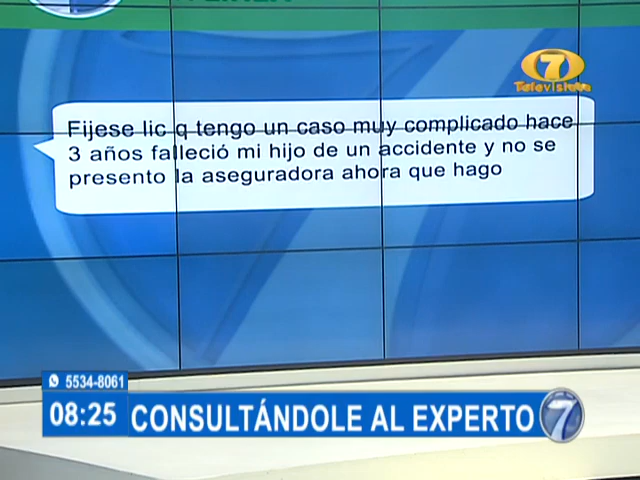 7
Televisiete
Fijese lic q tengo un caso muy complicado hace
3 años falleció mi hijo de un accidente y no se
presento la aseguradora ahora que hago
5534-8061
08:25
CONSULTÁNDOLE AL EXPERTO
7